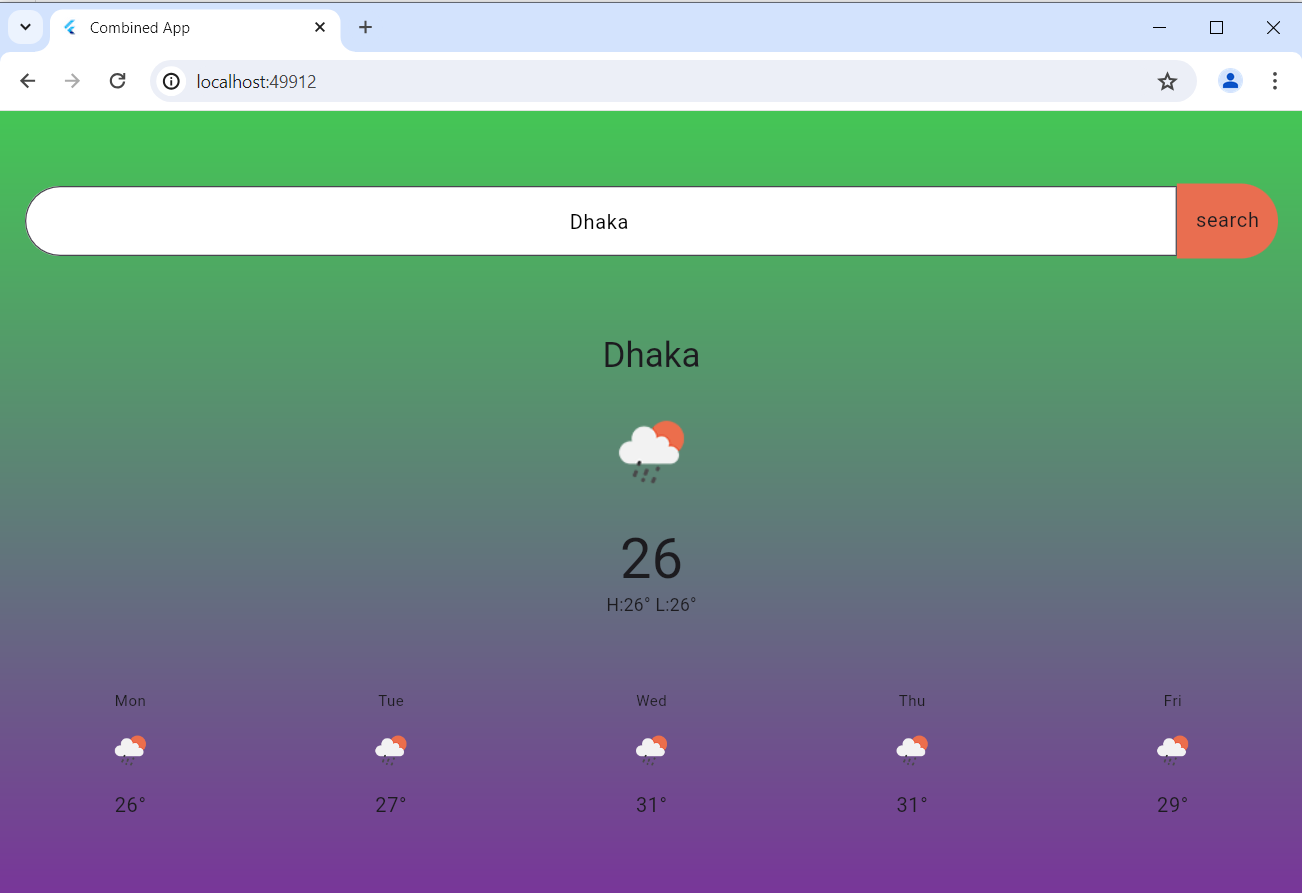 Combined App
localhost:49912
Dhaka
search
Dhaka
26
H:26° L:26°
Mon Tue Wed Thu Fri
26° 27° 31° 31° 29°